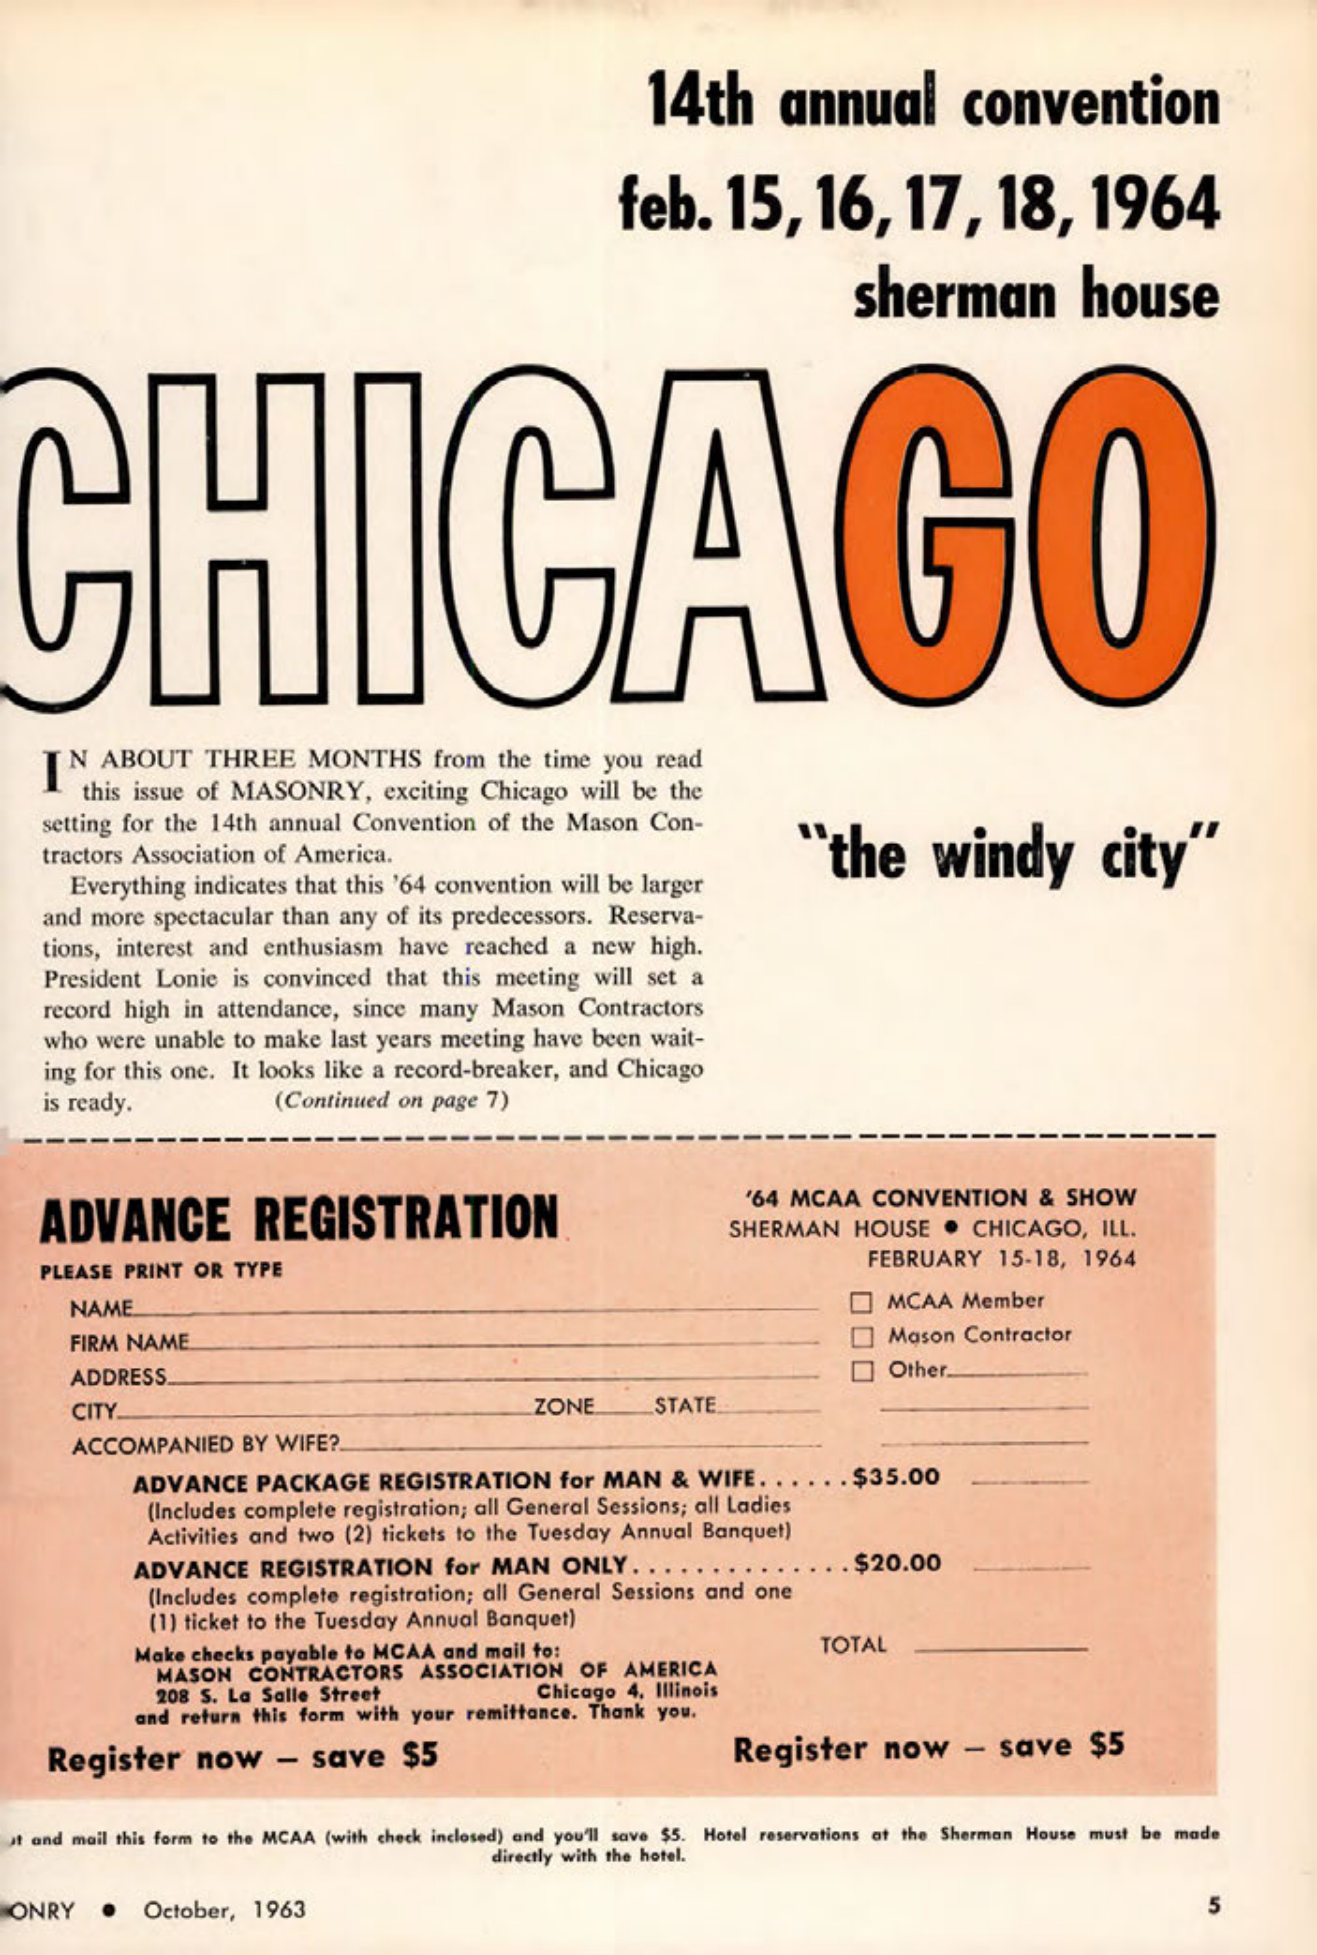 14th annual convention
feb. 15, 16, 17, 18, 1964
sherman house
CHICAGO
IN ABOUT THREE MONTHS from the time you read
this issue of MASONRY, exciting Chicago will be the
setting for the 14th annual Convention of the Mason Con-
tractors Association of America.
Everything indicates that this '64 convention will be larger
and more spectacular than any of its predecessors. Reserva-
tions, interest and enthusiasm have reached a new high.
President Lonie is convinced that this meeting will set a
record high in attendance, since many Mason Contractors
who were unable to make last years meeting have been wait-
ing for this one. It looks like a record-breaker, and Chicago
is ready. (Continued on page 7)
"the windy city"
ADVANCE REGISTRATION
PLEASE PRINT OR TYPE
'64 MCAA CONVENTION & SHOW
SHERMAN HOUSE ● CHICAGO, ILL.
FEBRUARY 15-18, 1964
NAME
FIRM NAME
ADDRESS
CITY ZONE STATE
ACCOMPANIED BY WIFE?
MCAA Member
Mason Contractor
Other
ADVANCE PACKAGE REGISTRATION for MAN & WIFE......$35.00
(Includes complete registration; all General Sessions; all Ladies
Activities and two (2) tickets to the Tuesday Annual Banquet)
ADVANCE REGISTRATION for MAN ONLY..............$20.00
(Includes complete registration; all General Sessions and one
(1) ticket to the Tuesday Annual Banquet)
TOTAL
Make checks payable to MCAA and mail to:
MASON CONTRACTORS ASSOCIATION OF AMERICA
208 S. La Salle Street Chicago 4, Illinois
and return this form with your remittance. Thank you.
Register now – save $5
Register now – save $5
and mail this form to the MCAA (with check inclosed) and you'll save $5. Hotel reservations at the Sherman House must be made
directly with the hotel.
ONRY ● October, 1963
5